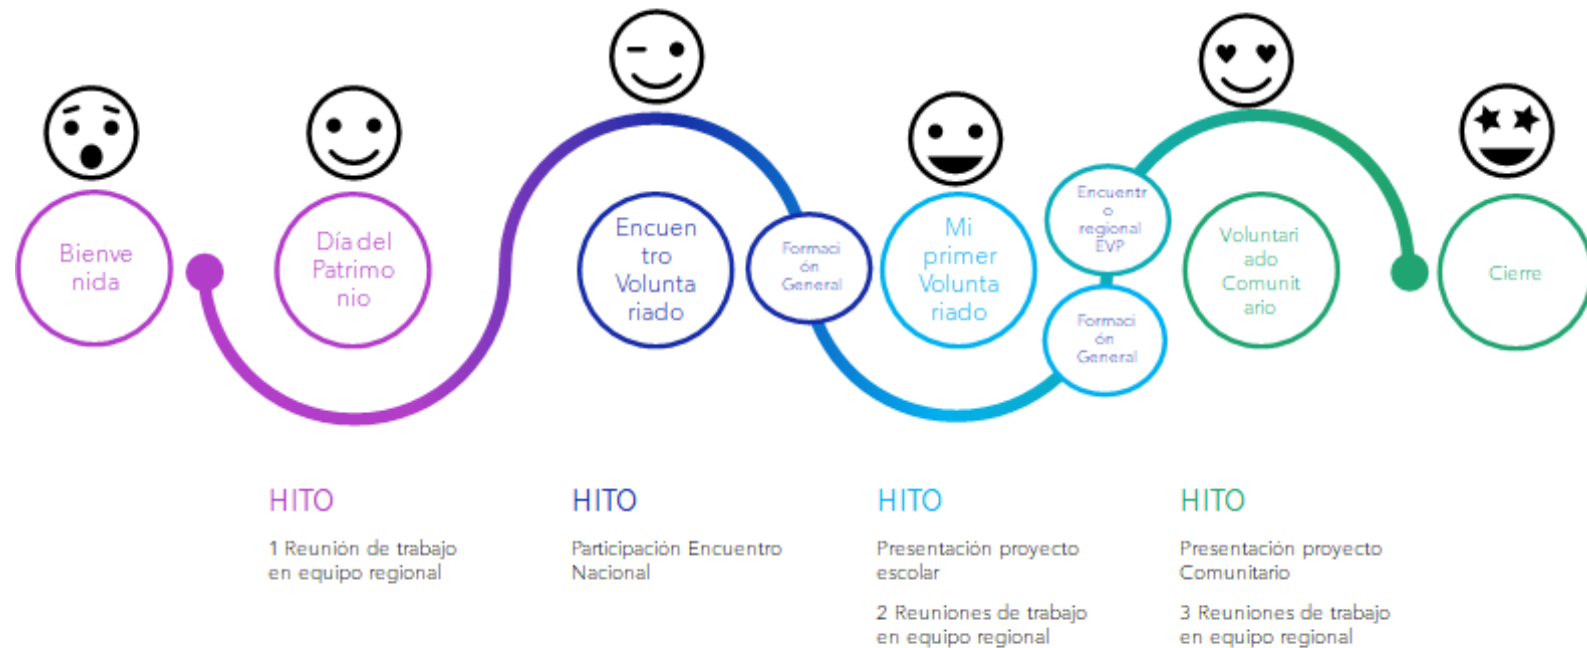 Bienve
nida
Día del
Patrimo
nio
Encuen
tro
Volunta
riado
Formaci
ón
General
Mi
primer
Volunta
riado
Encuentr
o
regional
EVP
Formaci
ón
General
Voluntari
ado
Comunit
ario
Cierre
HITO
1 Reunión de trabajo
en equipo regional
HITO
Participación Encuentro
Nacional
HITO
Presentación proyecto
escolar
2 Reuniones de trabajo
en equipo regional
HITO
Presentación proyecto
Comunitario
3 Reuniones de trabajo
en equipo regional